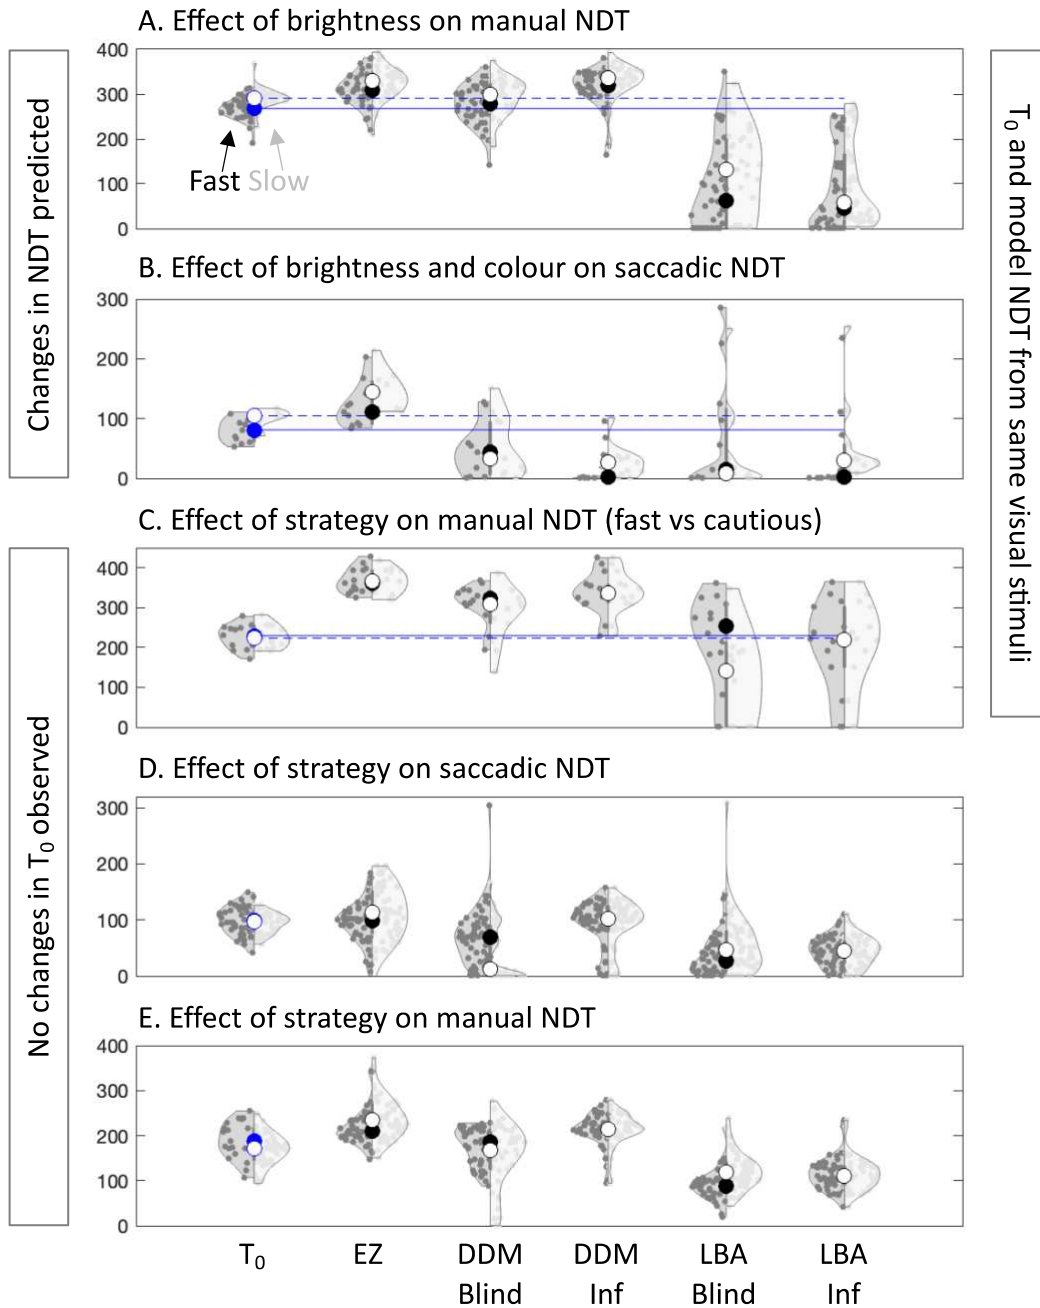 A. Effect of brightness on manual NDT
400
300
200
100
0
Fast Slow
B. Effect of brightness and colour on saccadic NDT
300
200
100
0
C. Effect of strategy on manual NDT (fast vs cautious)
400
300
200
100
0
D. Effect of strategy on saccadic NDT
300
200
100
0
E. Effect of strategy on manual NDT
400
300
200
100
0
T0 EZ DDM DDM LBA LBA
Blind Inf Blind Inf
Changes in NDT predicted
No changes in T0 observed
T0 and model NDT from same visual stimuli